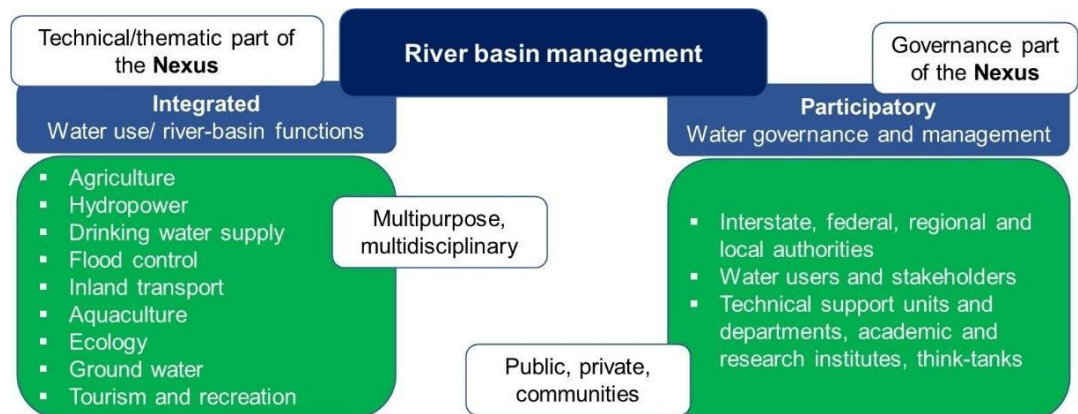 Technical/thematic part of
the Nexus
River basin management
Governance part
of the Nexus
Integrated
Water use/ river-basin functions
Participatory
Water governance and management
▪ Agriculture
▪ Hydropower
▪ Drinking water supply
▪ Flood control
▪ Inland transport
▪ Aquaculture
▪ Ecology
▪ Ground water
▪ Tourism and recreation
Multipurpose,
multidisciplinary
Public, private,
communities
▪ Interstate, federal, regional and
local authorities
▪ Water users and stakeholders
▪ Technical support units and
departments, academic and
research institutes, think-tanks